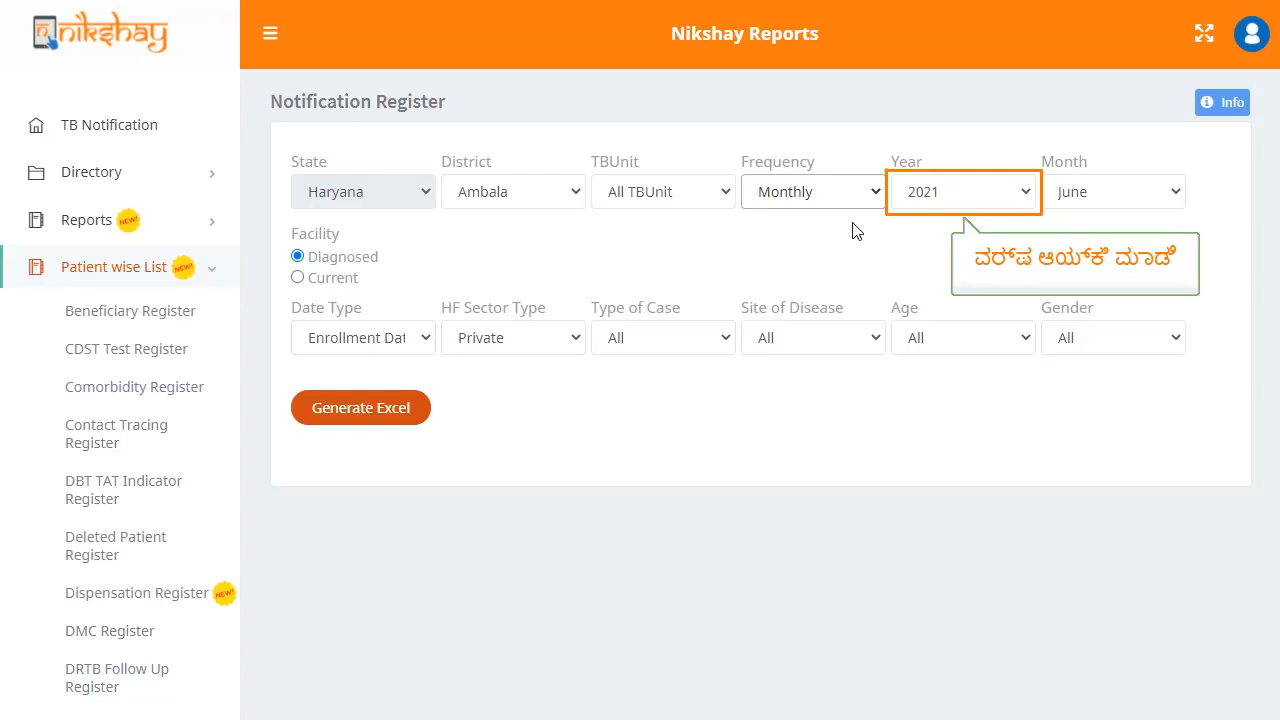 nikshay
Nikshay Reports
TB Notification
Directory
Reports NEW!
Patient wise List NEW!
Beneficiary Register
CDST Test Register
Comorbidity Register
Contact Tracing
Register
DBT TAT Indicator
Register
Deleted Patient
Register
Dispensation Register NEW!
DMC Register
DRTB Follow Up
Register
Notification Register
Info
State District TBUnit Frequency Year Month
Haryana Ambala All TBUnit Monthly 2021 June
ವರ್ಷ ಆಯ್ಕೆ ಮಾಡಿ
Facility
Diagnosed
Current
Date Type HF Sector Type Type of Case Site of Disease Age Gender
Enrollment Dat Private All All All All
Generate Excel